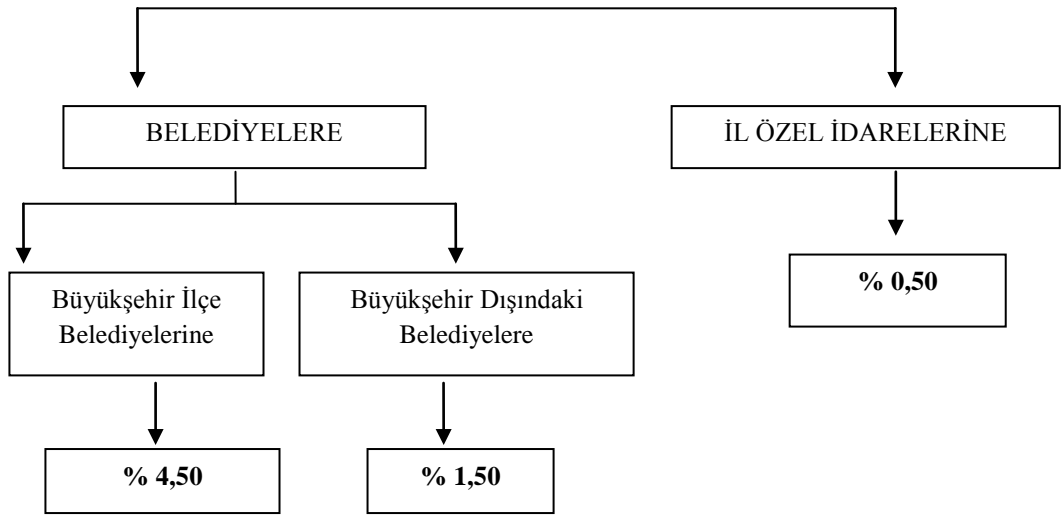 BELEDİYELERE
İL ÖZEL İDARELERİNE
Büyükşehir İlçe
Belediyelerine
Büyükşehir Dışındaki
Belediyelere
% 0,50
% 4,50
% 1,50